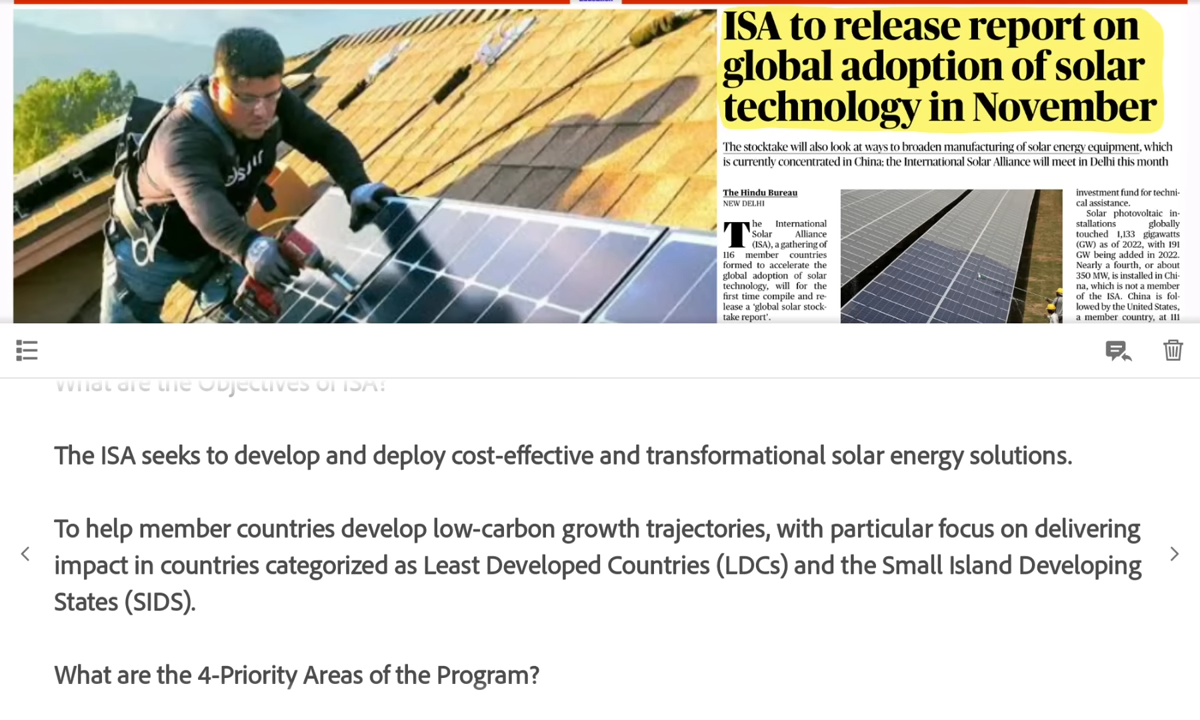 ISA to release report on
global adoption of solar
technology in November
The stocktake will also look at ways to broaden manufacturing of solar energy equipment, which
is currently concentrated in China; the International Solar Alliance will meet in Delhi this month
The Hindu Bureau
NEW DELHI
The International
Solar Alliance
(ISA), a gathering of
116 member countries
formed to accelerate the
global adoption of solar
technology, will for the
first time compile and re-
lease a ‘global solar stock-
take report’.
investment fund for techni-
cal assistance.
Solar photovoltaic in-
stallations globally
touched 1,133 gigawatts
(GW) as of 2022, with 191
GW being added in 2022.
Nearly a fourth, or about
350 MW, is installed in Chi-
na, which is not a member
of the ISA. China is fol-
lowed by the United States,
a member country, at 111
What are the Objectives of ISA?
The ISA seeks to develop and deploy cost-effective and transformational solar energy solutions.
To help member countries develop low-carbon growth trajectories, with particular focus on delivering
impact in countries categorized as Least Developed Countries (LDCs) and the Small Island Developing
States (SIDS).
What are the 4-Priority Areas of the Program?